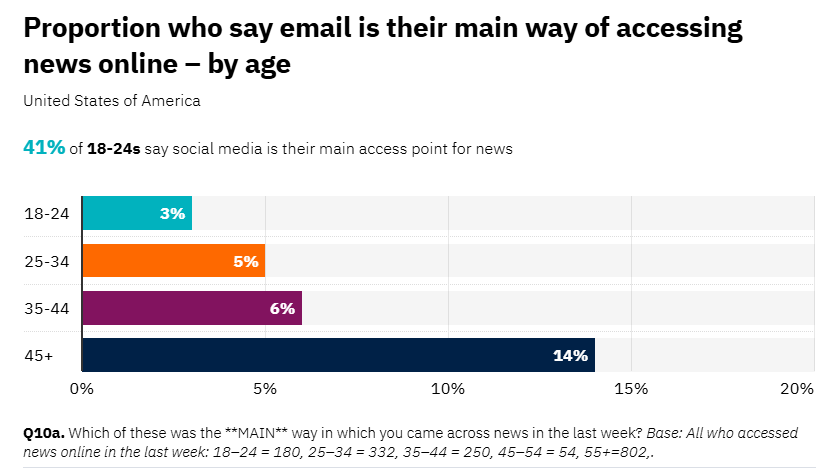 Proportion who say email is their main way of accessing
news online – by age
United States of America
41% of 18-24s say social media is their main access point for news
18-24
3%
25-34
5%
35-44
6%
45+
14%
0%
5%
10%
15%
20%
Q10a. Which of these was the **MAIN** way in which you came across news in the last week? Base: All who accessed
news online in the last week: 18–24 = 180, 25–34 = 332, 35–44 = 250, 45–54 = 54, 55+=802,.